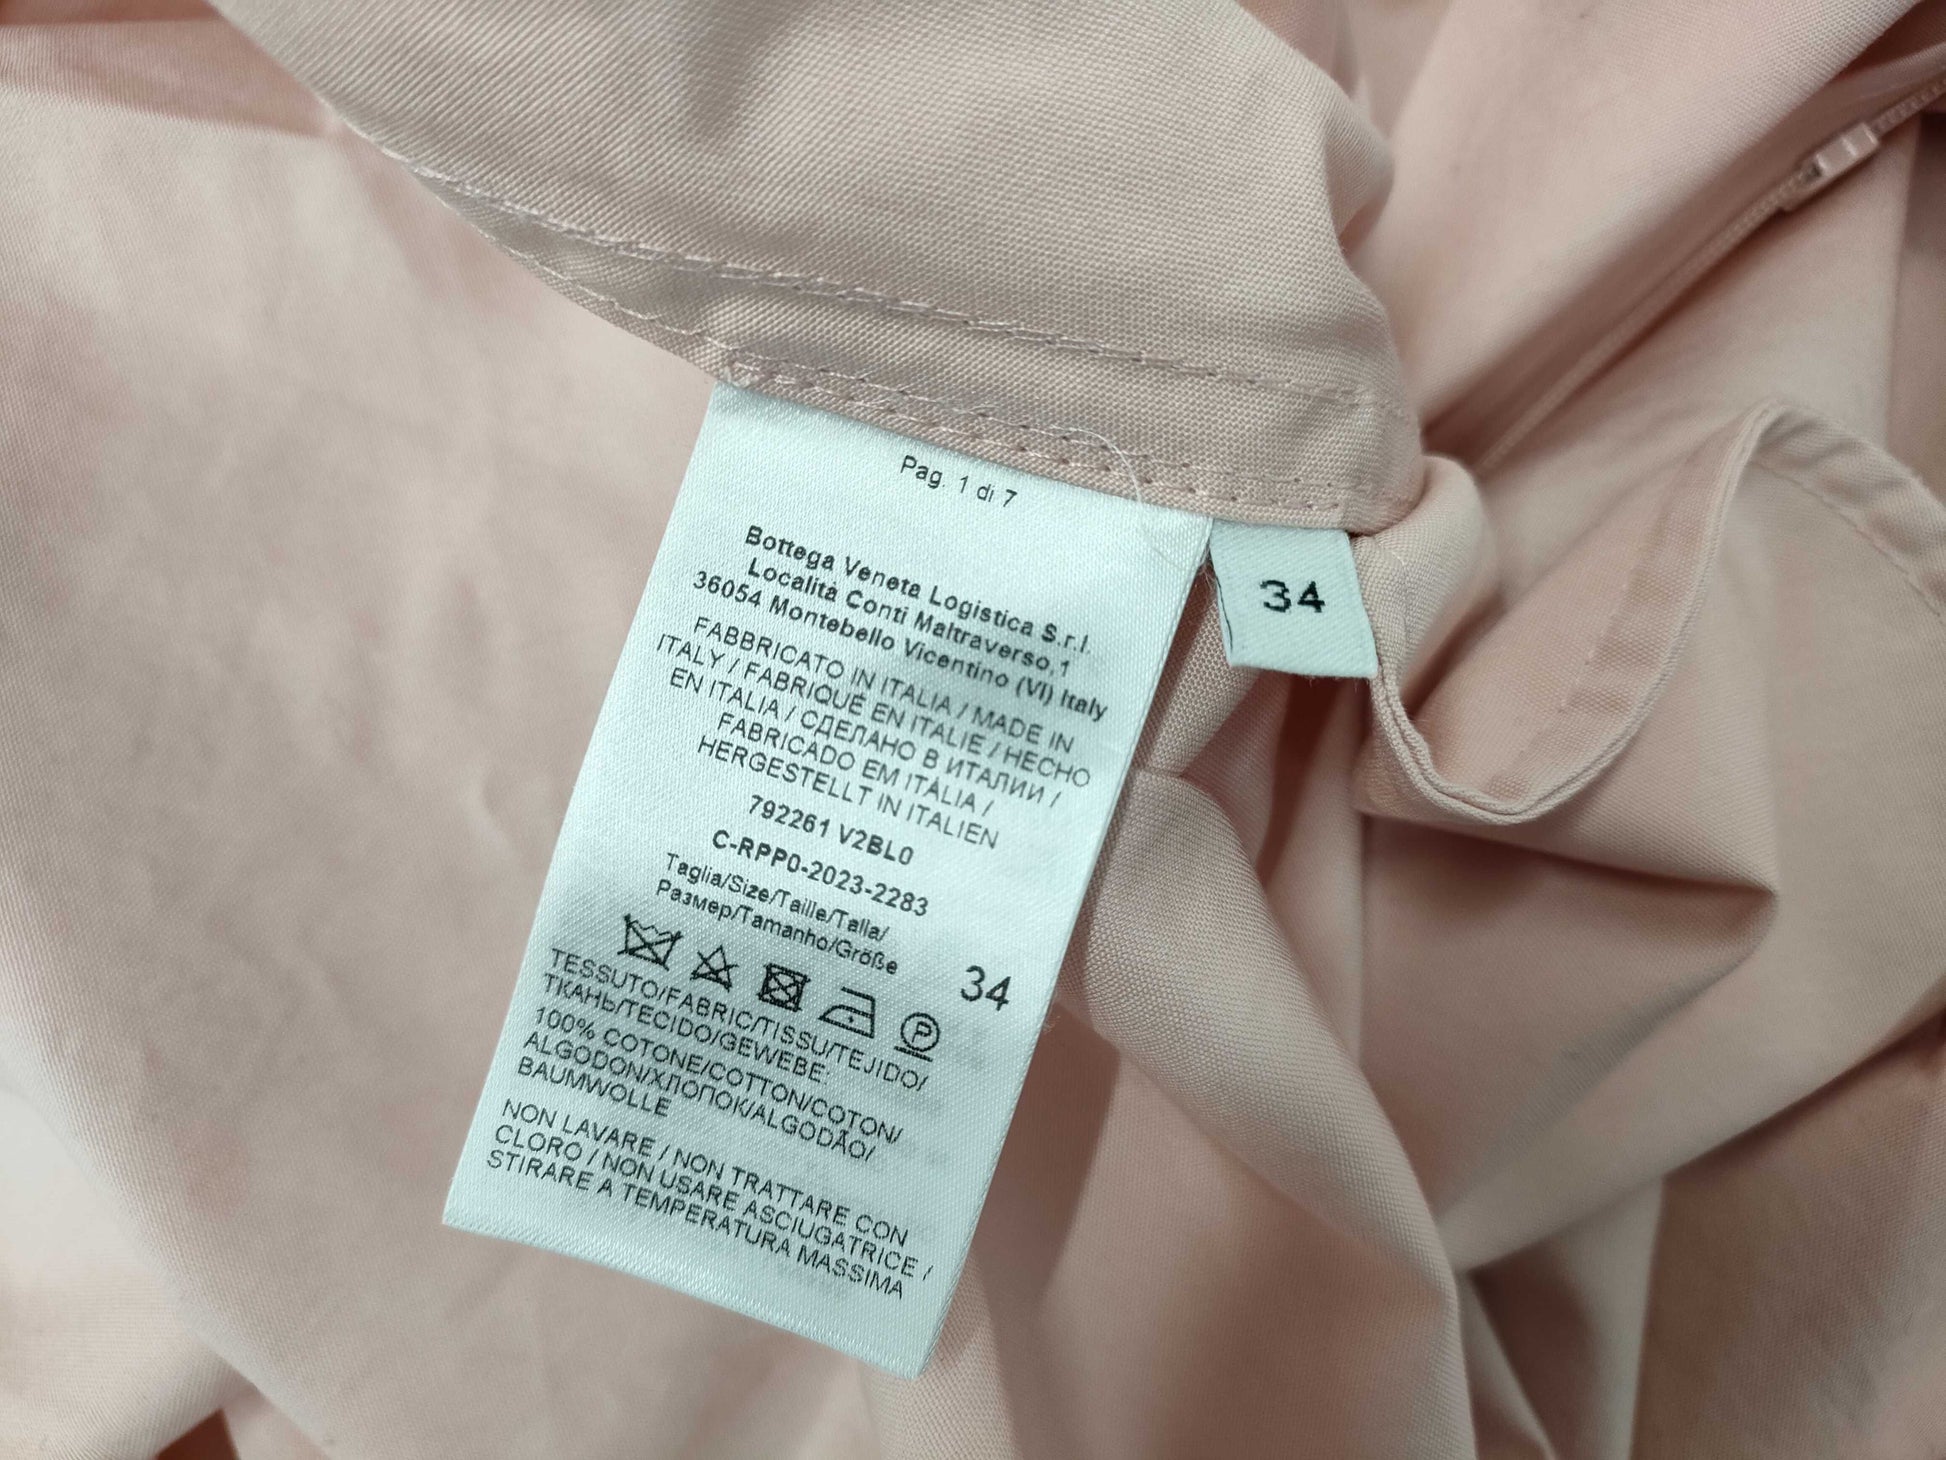 Pag. 1 di 7
Bottega Veneta Logistica S.r.l.
Località Conti Maltraverso,1
36054 Montebello Vicentino (VI) Italy
FABBRICATO IN ITALIA / MADE IN
ITALY / FABRIQUÉ EN ITALIE / HECHO
EN ITALIA / СДЕЛАНО В ИТАЛИИ /
FABRICADO EM ITÀLIA /
HERGESTELLT IN ITALIEN
792261 V2BL0
C-RPP0-2023-2283
Taglia/Size/Taille/Talla/
Размер/Tamanho/Größe
34
P
TESSUTO/FABRIC/TISSU/TEJIDO/
ТКАНЬ/TECIDO/GEWEBE:
100% COTONE/COTTON/COTON/
ALGODON/ХЛОПОК/ALGODÃO/
BAUMWOLLE
NON LAVARE / NON TRATTARE CON
CLORO / NON USARE ASCIUGATRICE /
STIRARE A TEMPERATURA MASSIMA
34